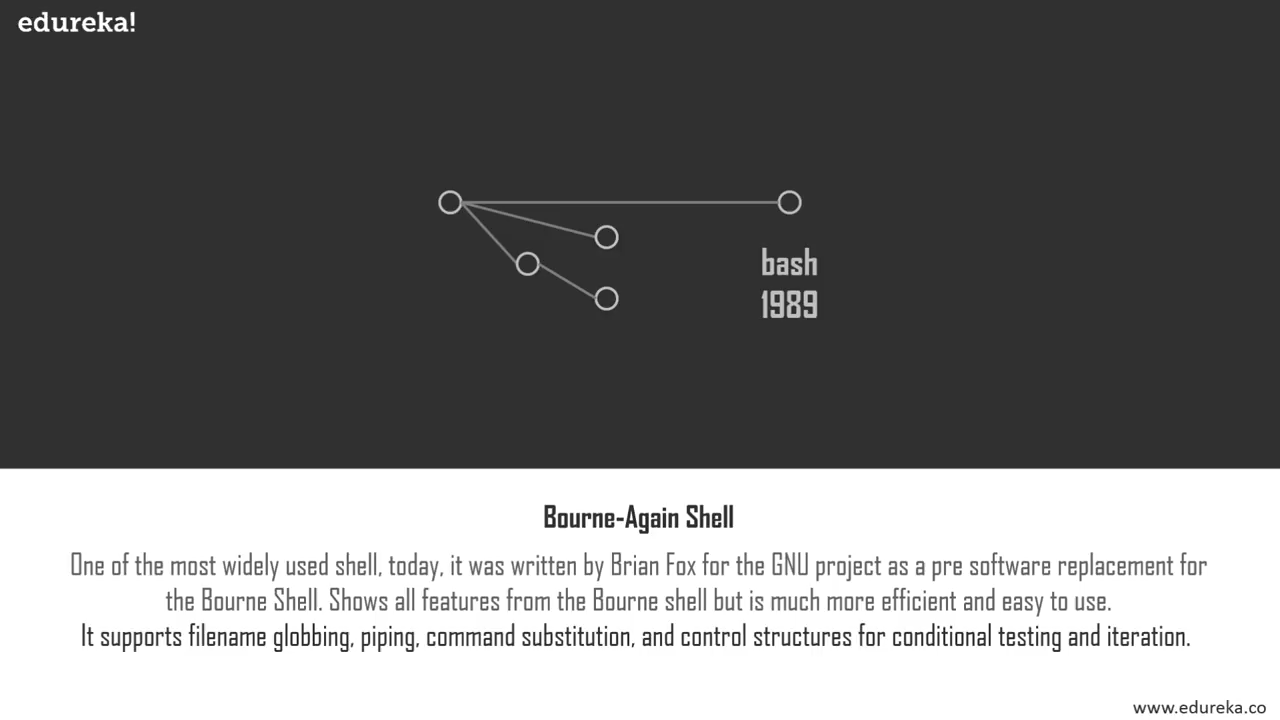 edureka!
bash
1989
Bourne-Again Shell
One of the most widely used shell, today, it was written by Brian Fox for the GNU project as a pre software replacement for
the Bourne Shell. Shows all features from the Bourne shell but is much more efficient and easy to use.
It supports filename globbing, piping, command substitution, and control structures for conditional testing and iteration.
www.edureka.co